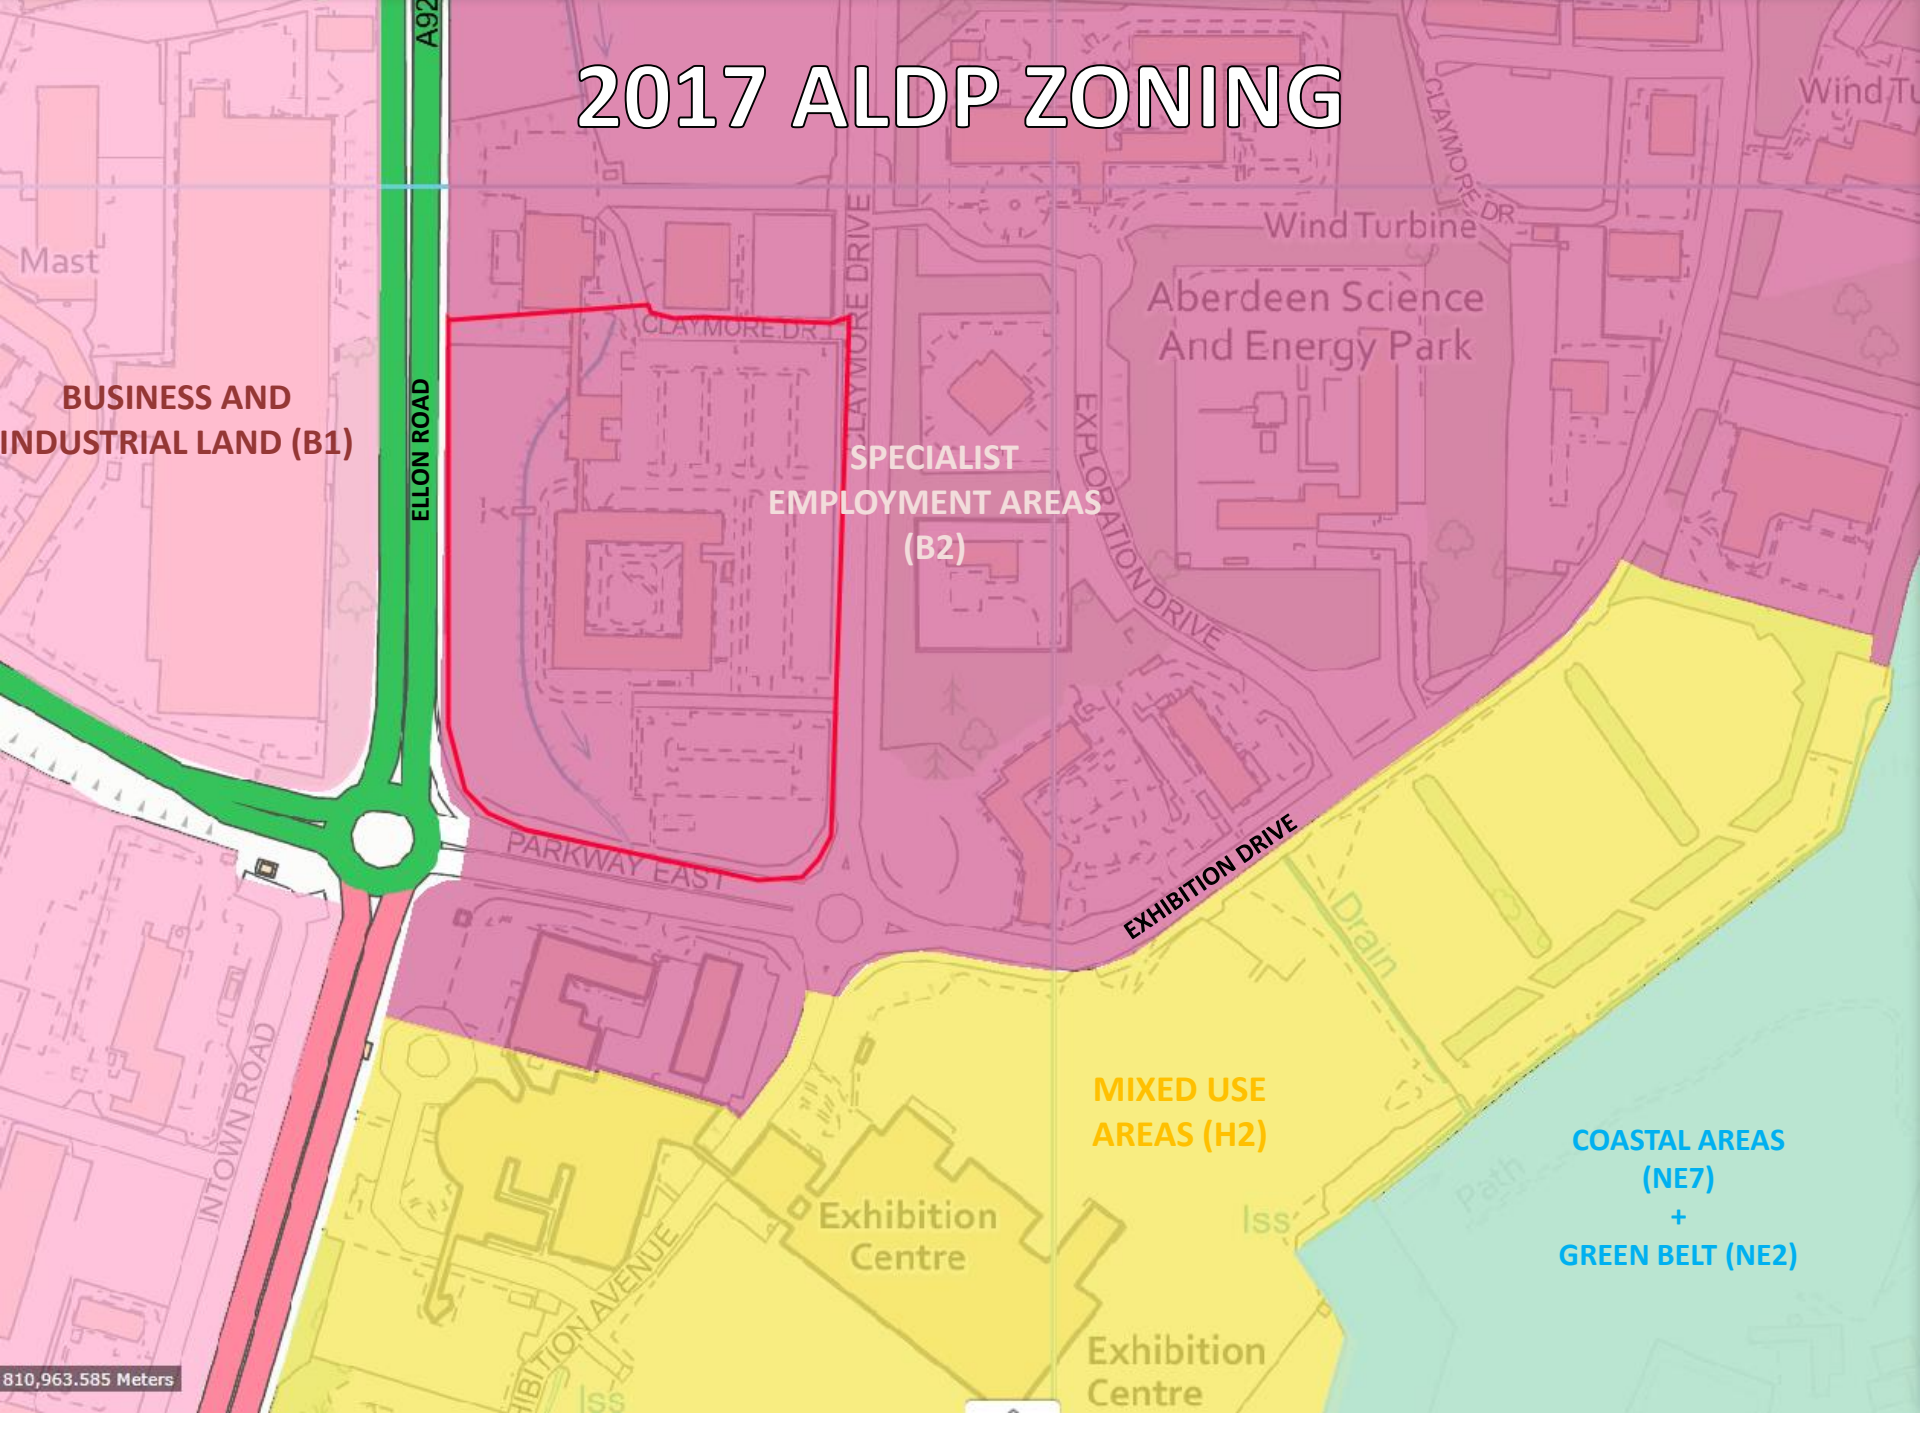 A92
2017 ALDP ZONING
Wind Tu
CLAYMORE DR
Mast
CLAYMORE DRIVE
Wind Turbine
Aberdeen Science
And Energy Park
CLAYMORE DR
BUSINESS AND
INDUSTRIAL LAND (B1)
ELLON ROAD
SPECIALIST
EMPLOYMENT AREAS
(B2)
CLAYMORE DRIVE
EXPLORATION DRIVE
PARKWAY EAST
EXHIBITION DRIVE
Drain
INTOWN ROAD
MIXED USE
AREAS (H2)
COASTAL AREAS
(NE7)
+
GREEN BELT (NE2)
Path
Exhibition
Centre
Iss
HIBITION AVENUE
Exhibition
Centre
810,963.585 Meters
Iss